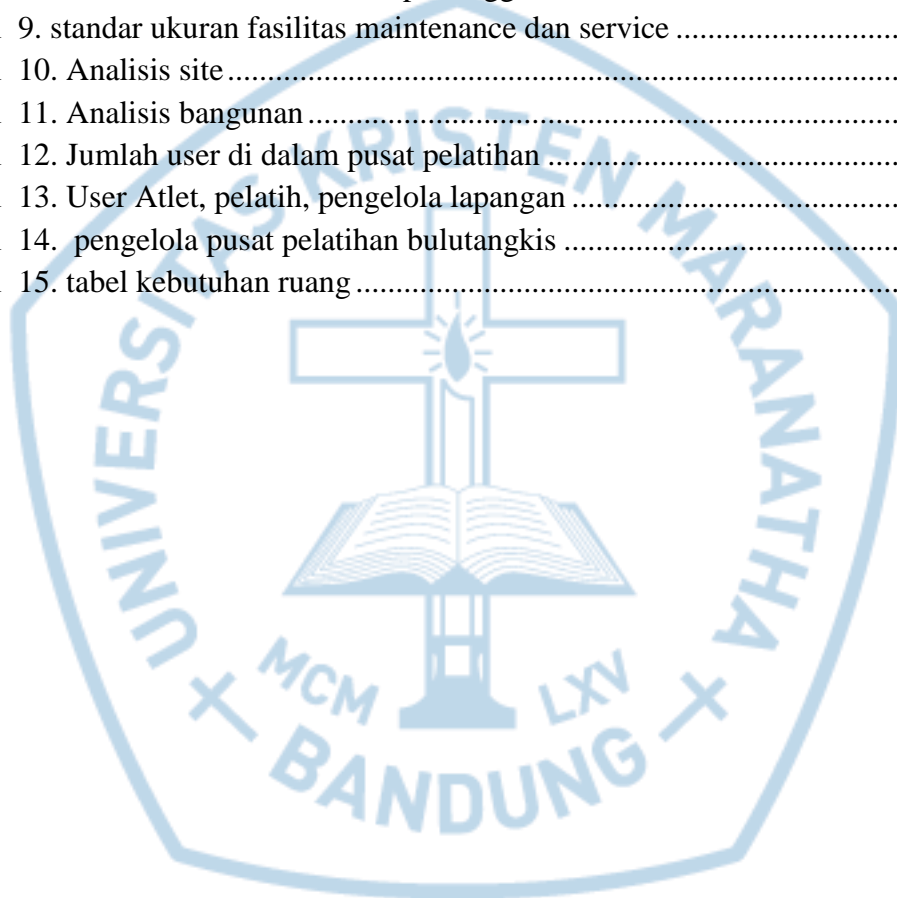 9. standar ukuran fasilitas maintenance dan service ............................
10. Analisis site ............................
11. Analisis bangunan ............................
12. Jumlah user di dalam pusat pelatihan ............................
13. User Atlet, pelatih, pengelola lapangan ............................
14. pengelola pusat pelatihan bulutangkis ............................
15. tabel kebutuhan ruang ............................
UNIVERSITAS KRISTEN MARANATHA
MCM LXV
+ BANDUNG +